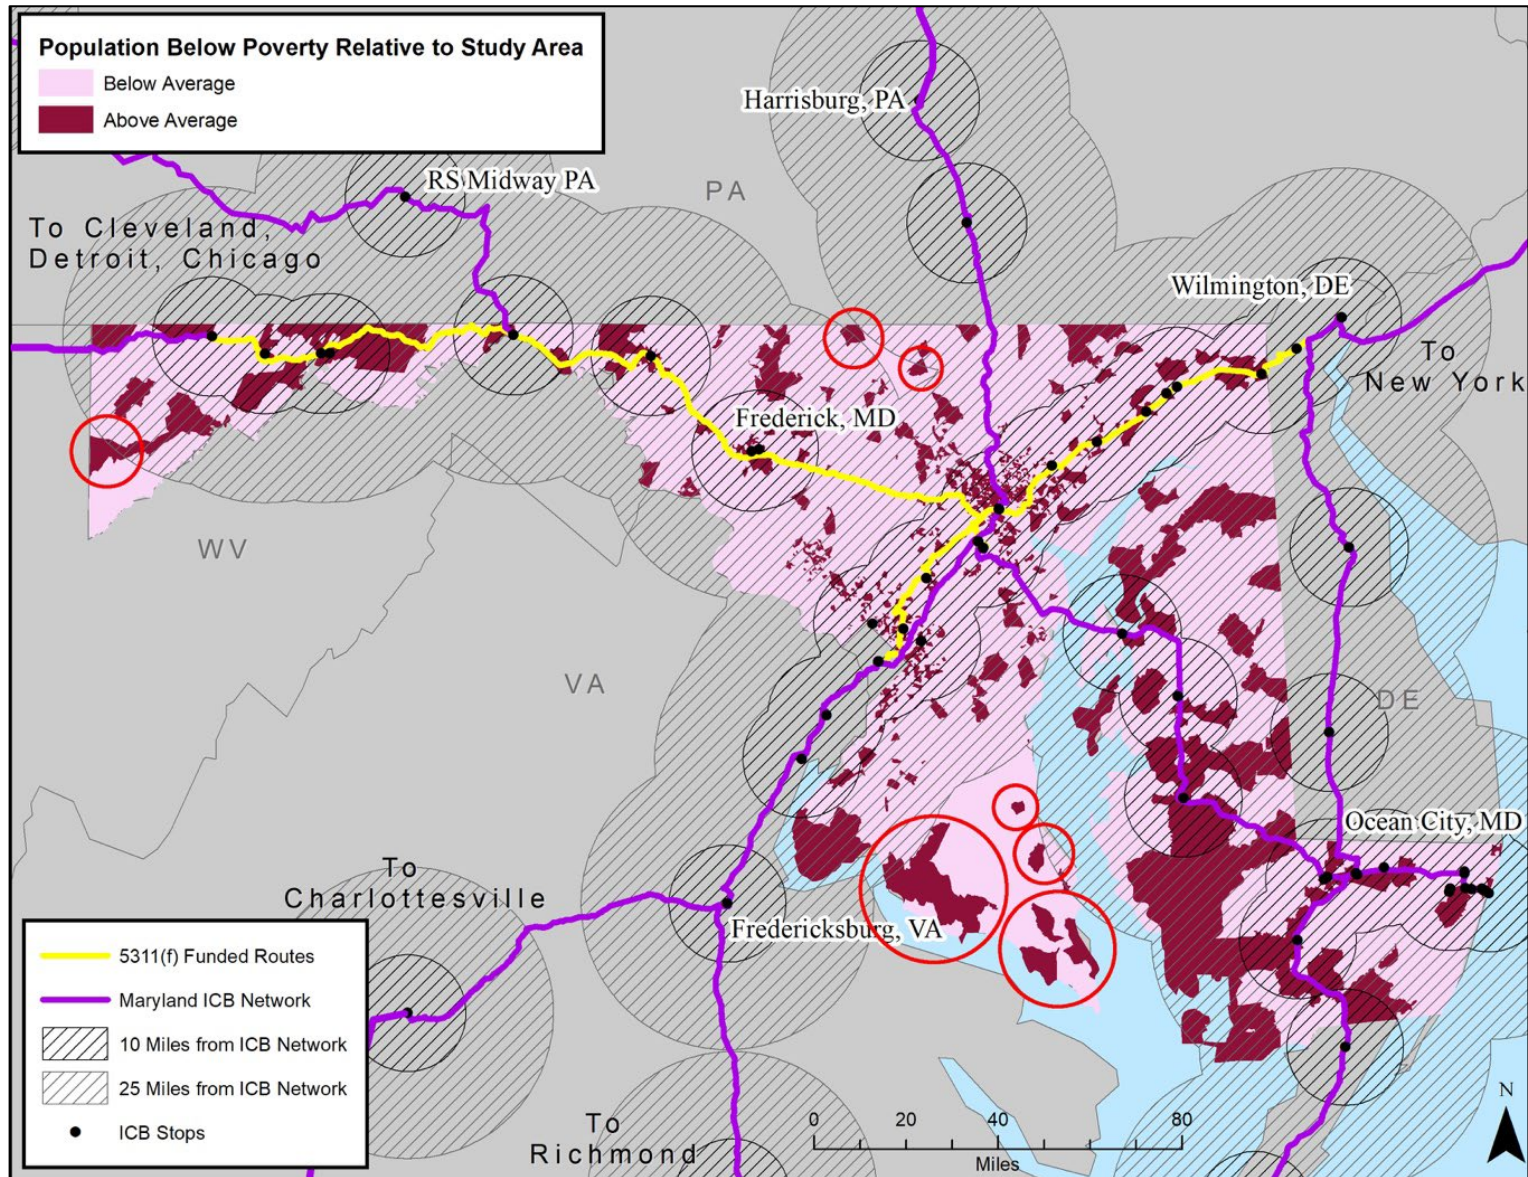 Population Below Poverty Relative to Study Area
Below Average
Above Average
Harrisburg, PA
RS Midway PA
PA
To Cleveland,
Detroit, Chicago
Wilmington, DE
To
New York
Frederick, MD
WV
VA
DE
Ocean City, MD
To
Charlottesville
Fredericksburg, VA
5311(f) Funded Routes
Maryland ICB Network
10 Miles from ICB Network
25 Miles from ICB Network
ICB Stops
To
Richmond
0 20 40 80
Miles
N